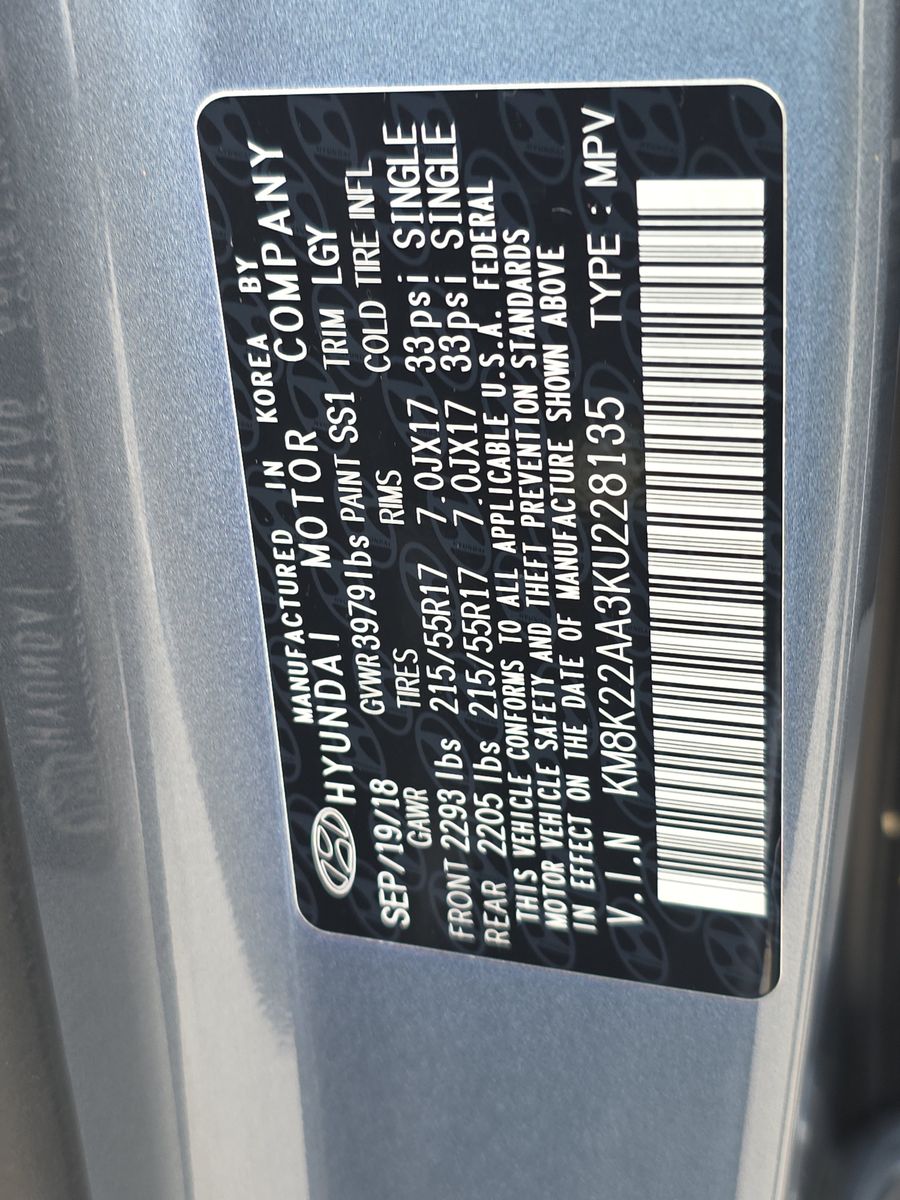 MANUFACTURED IN KOREA BY
HYUNDAI MOTOR COMPANY
SEP/19/18 GVWR3979lbs PAINT SS1 TRIM LGY
GAWR TIRES RIMS COLD TIRE INFL
FRONT 2293 lbs 215/55R17 7.0JX17 33psi SINGLE
REAR 2205 lbs 215/55R17 7.0JX17 33psi SINGLE
THIS VEHICLE CONFORMS TO ALL APPLICABLE U.S.A. FEDERAL
MOTOR VEHICLE SAFETY AND THEFT PREVENTION STANDARDS
IN EFFECT ON THE DATE OF MANUFACTURE SHOWN ABOVE
V.I.N KM8K22AA3KU228135 TYPE : MPV